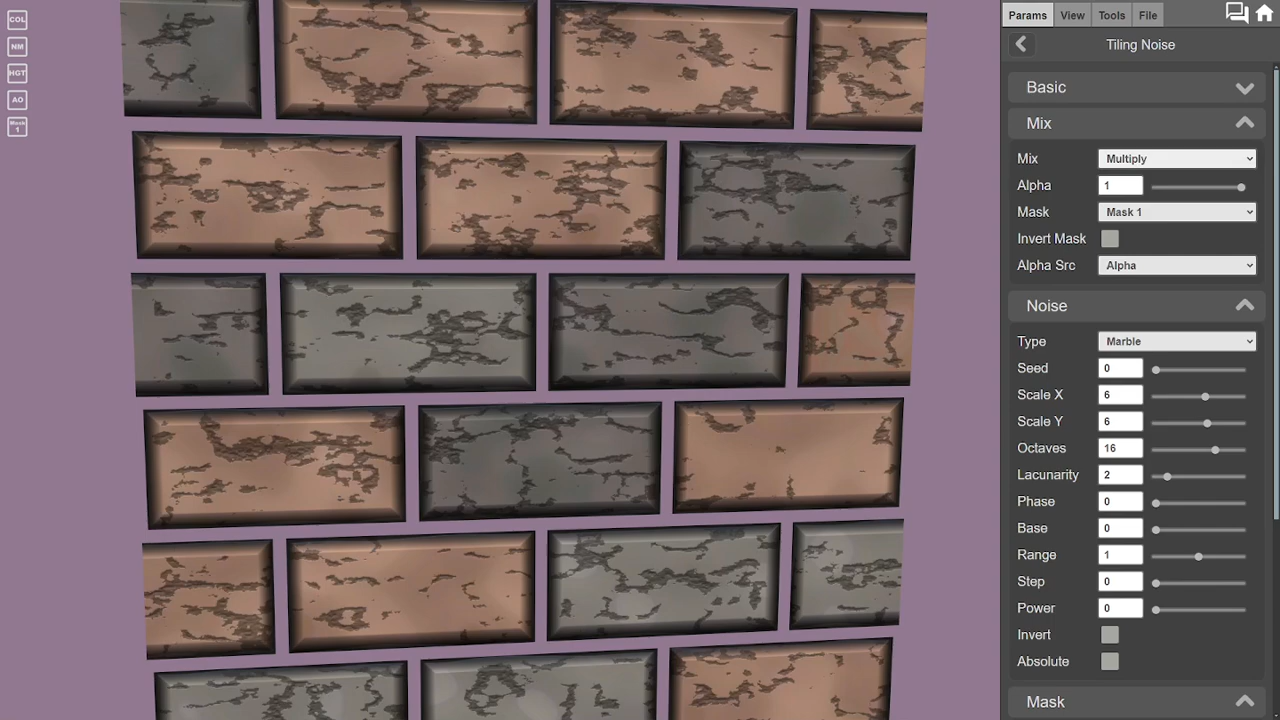 COL
NM
HGT
AO
Mask
1
Params View Tools File
Tiling Noise
Basic
Mix
Mix Multiply
Alpha 1
Mask Mask 1
Invert Mask
Alpha Src Alpha
Noise
Type Marble
Seed 0
Scale X 6
Scale Y 6
Octaves 16
Lacunarity 2
Phase 0
Base 0
Range 1
Step 0
Power 0
Invert
Absolute
Mask